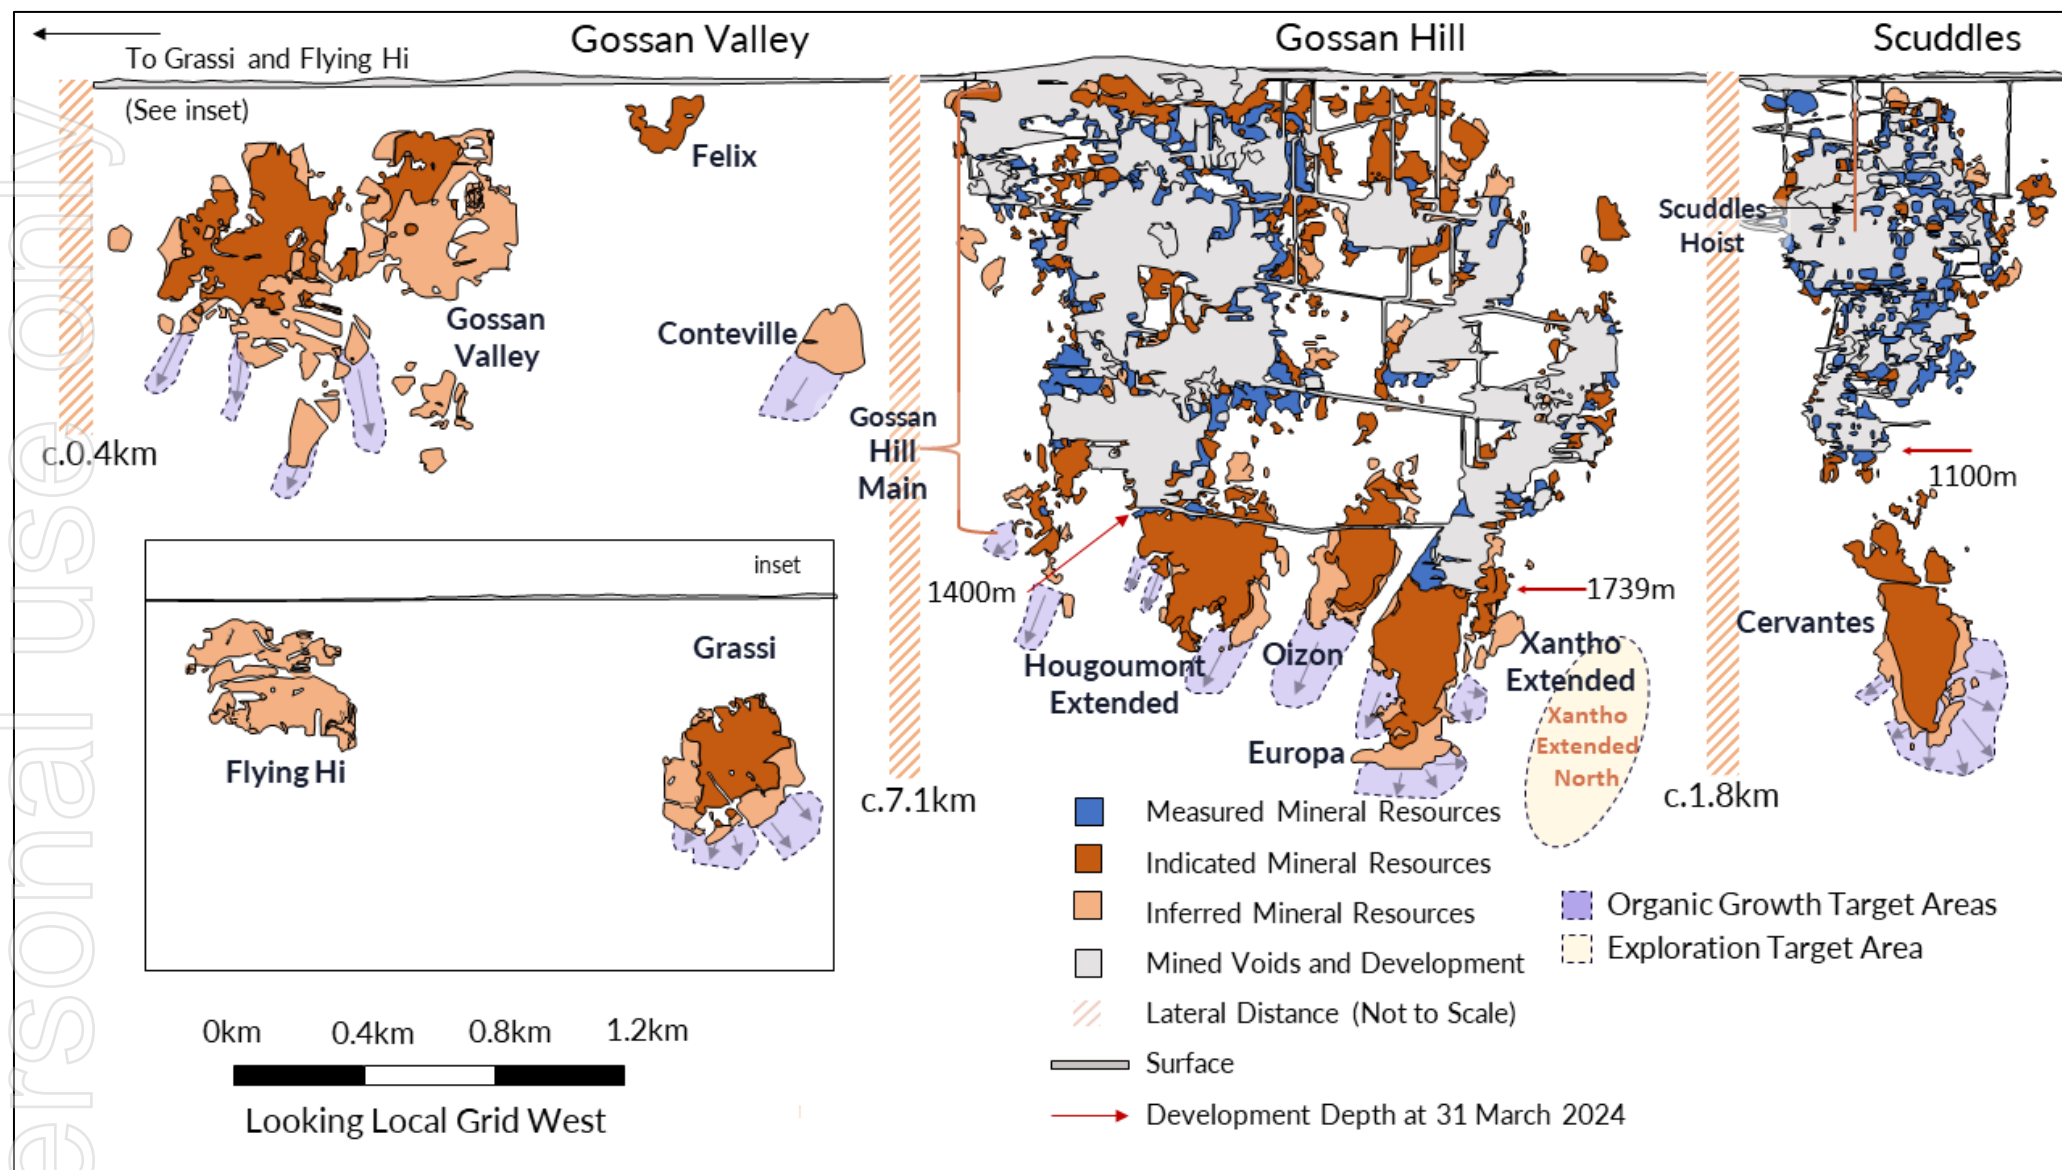 Gossan Valley
Gossan Hill
Scuddles
To Grassi and Flying Hi
(See inset)
Felix
Scuddles
Hoist
Gossan
Valley
Conteville
Gossan
Hill
Main
c.0.4km
1100m
inset
1400m
1739m
Grassi
Cervantes
Hougoumont
Extended
Oizon
Xantho
Extended
Xantho
Extended
North
Europa
Flying Hi
c.7.1km
c.1.8km
Measured Mineral Resources
Indicated Mineral Resources
Inferred Mineral Resources
Mined Voids and Development
Lateral Distance (Not to Scale)
Surface
Development Depth at 31 March 2024
Organic Growth Target Areas
Exploration Target Area
0km 0.4km 0.8km 1.2km
Looking Local Grid West
ersonal use only